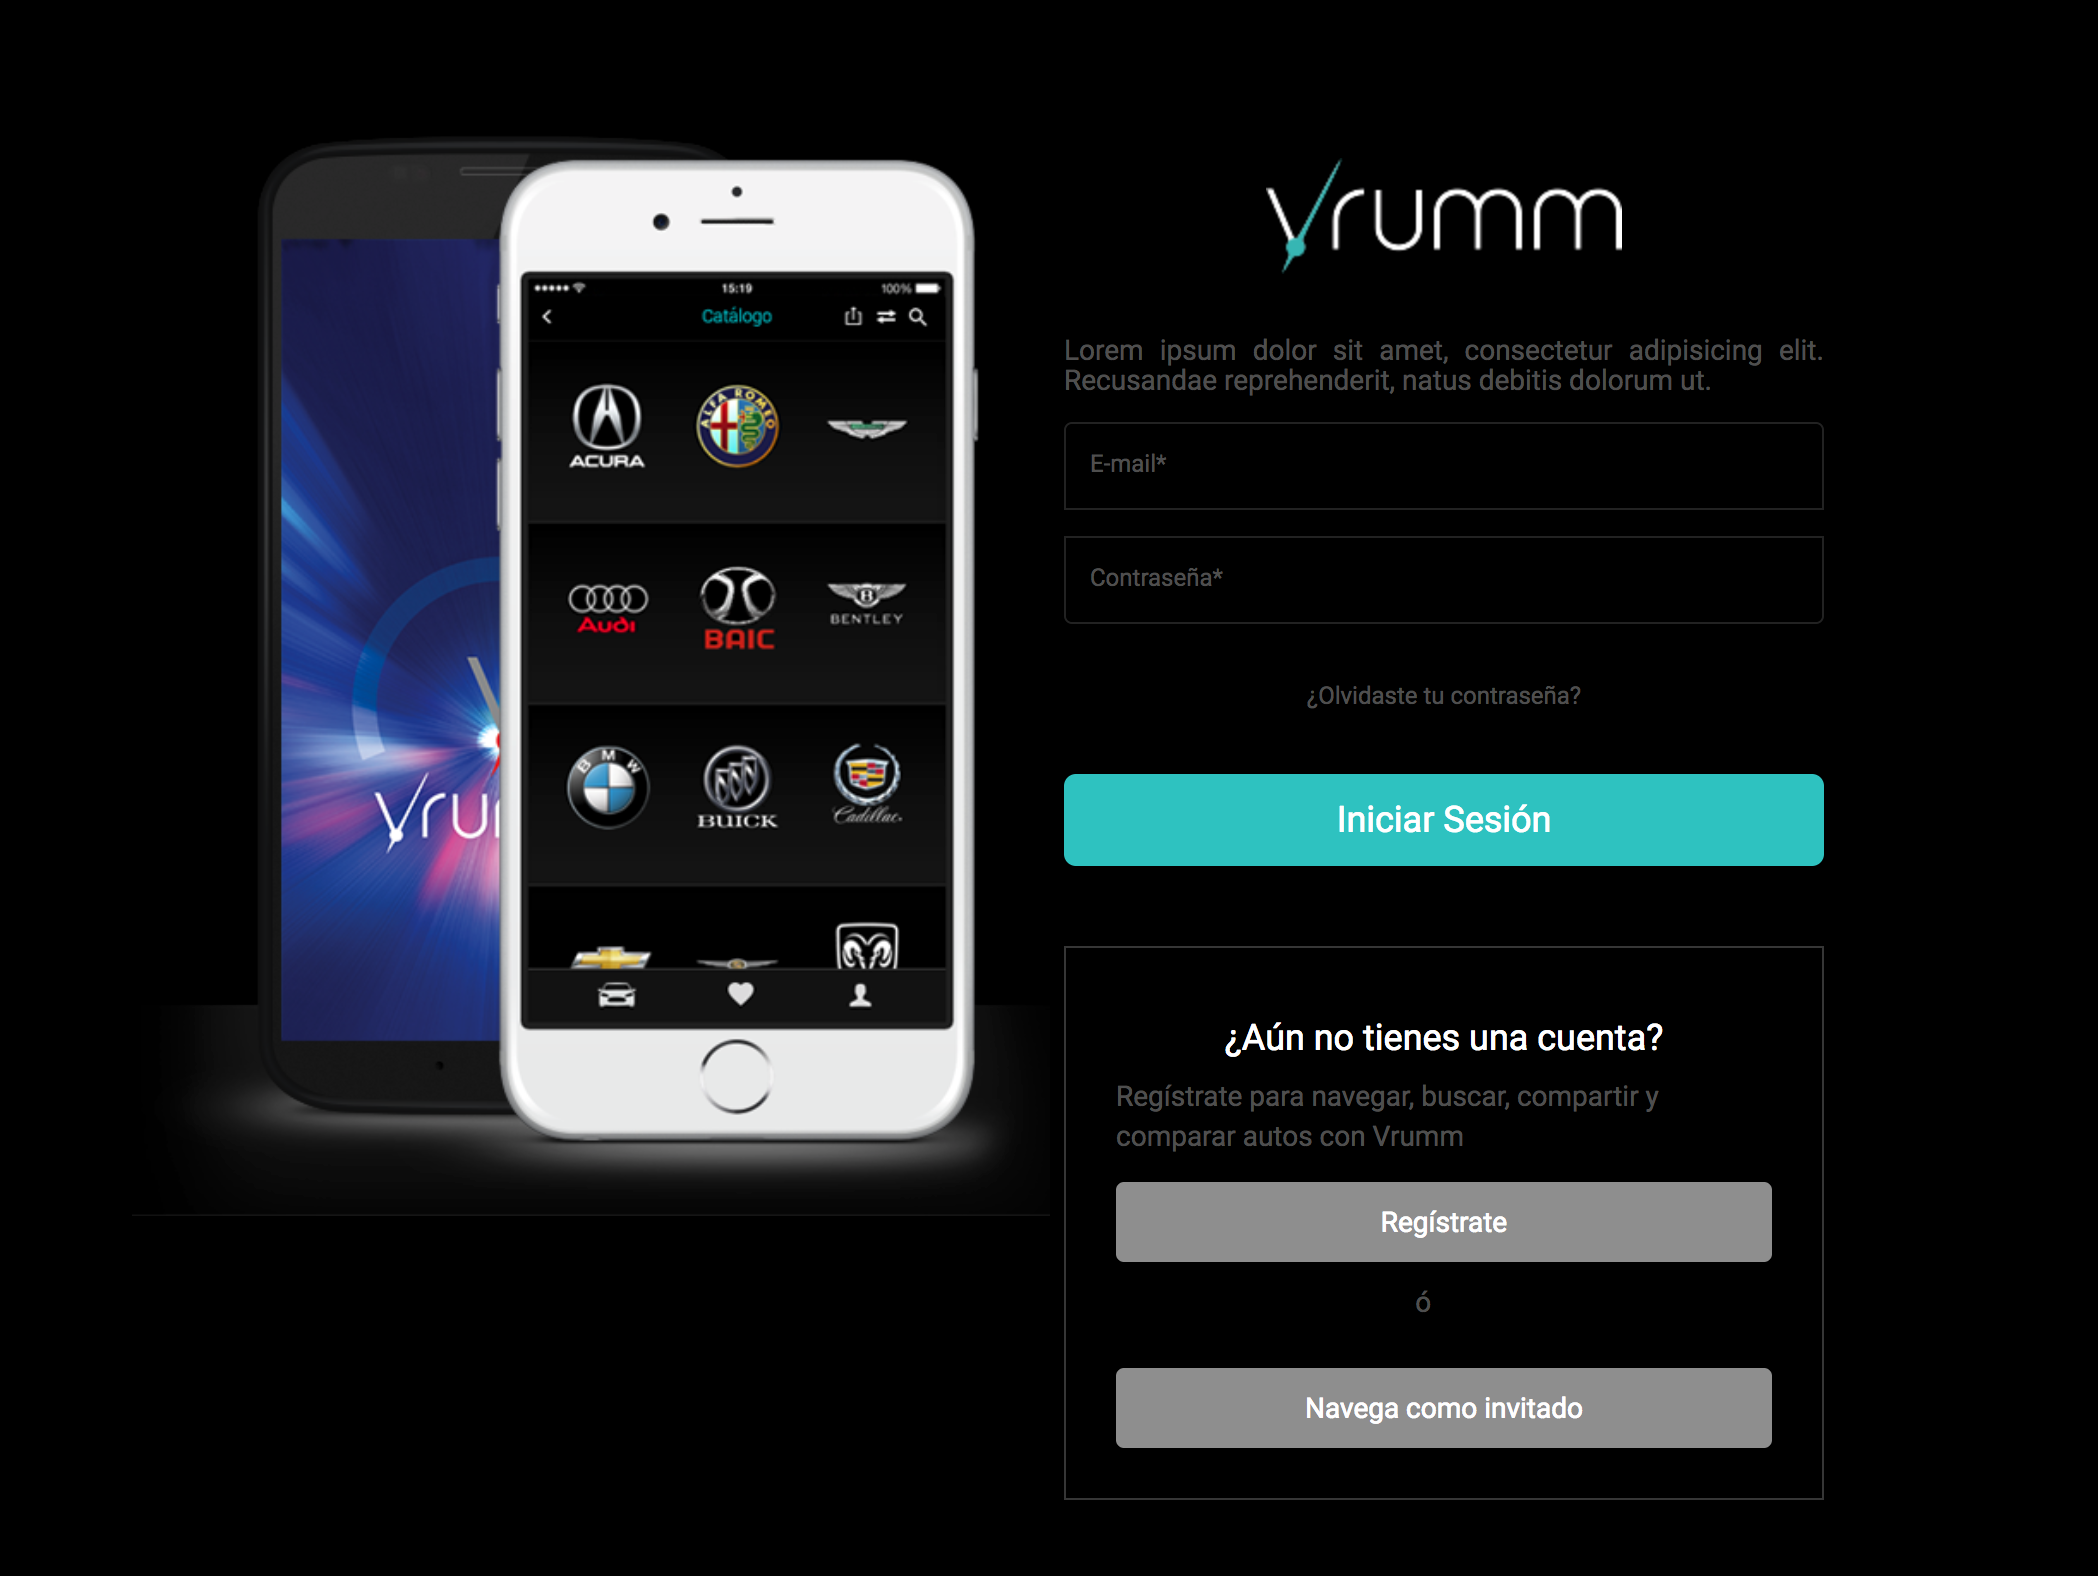 vrumm
Lorem ipsum dolor sit amet, consectetur adipisicing elit.
Recusandae reprehenderit, natus debitis dolorum ut.
E-mail*
Contraseña*
¿Olvidaste tu contraseña?
Iniciar Sesión
¿Aún no tienes una cuenta?
Regístrate para navegar, buscar, compartir y
comparar autos con Vrumm
Regístrate
ó
Navega como invitado
15:19
100%
Catálogo
ACURA
ALFA ROMEO
Audi
BAIC
B
BENTLEY
BMW
BUICK
Cadillac
vru